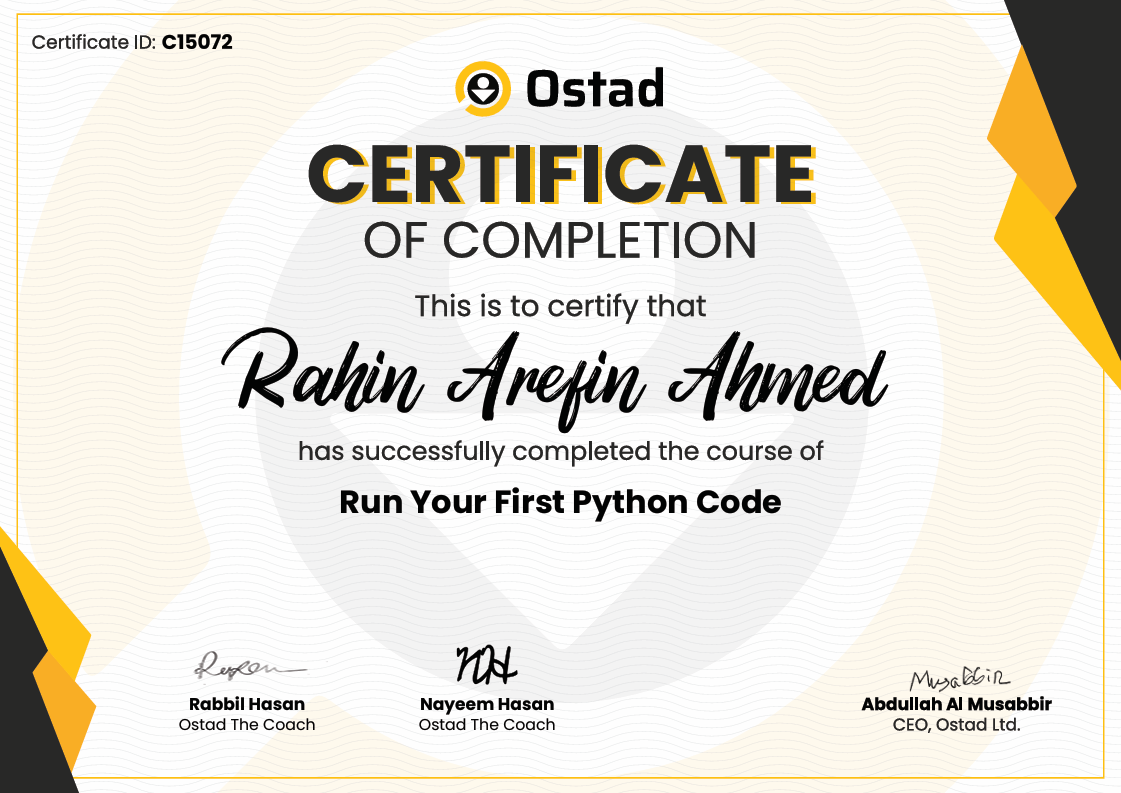 Certificate ID: C15072
Ostad
CERTIFICATE
OF COMPLETION
This is to certify that
Rahin Arefin Ahmed
has successfully completed the course of
Run Your First Python Code
Musabbir
Rabbil Hasan
Nayeem Hasan
Abdullah Al Musabbir
Ostad The Coach
Ostad The Coach
CEO, Ostad Ltd.